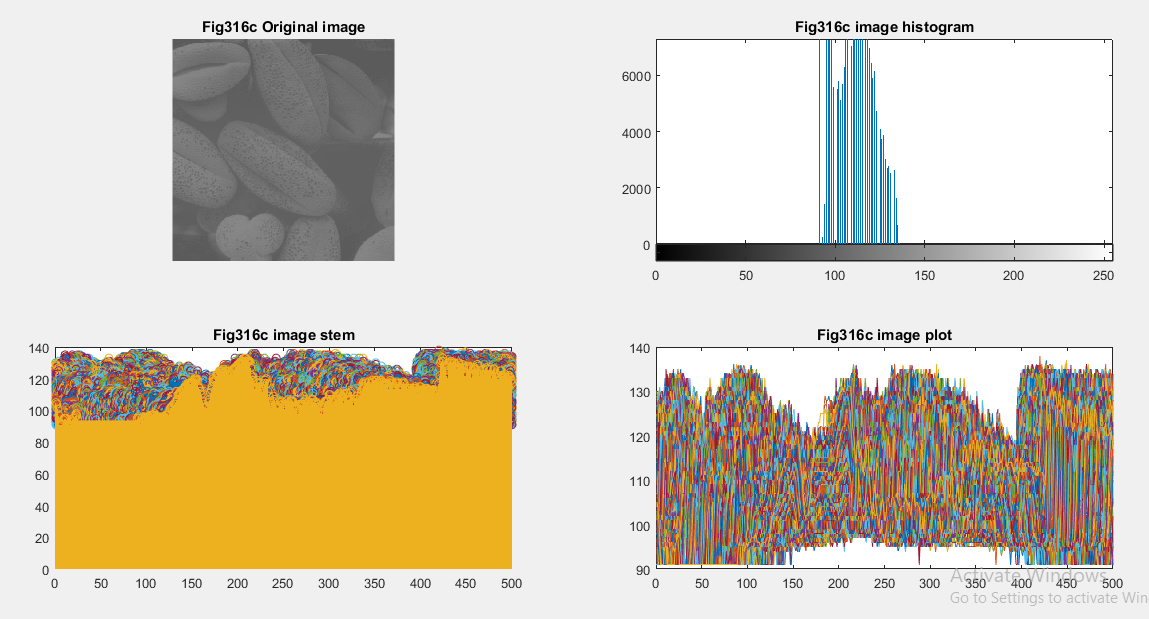 Fig316c Original image
Fig316c image histogram
6000
4000
2000
0
0 50 100 150 200 250
Fig316c image stem
140
120
100
80
60
40
20
0
0 50 100 150 200 250 300 350 400 450 500
Fig316c image plot
140
130
120
110
100
90
0 50 100 150 200 250 300 350 400 450 500
Activate Windows
Go to Settings to activate Win